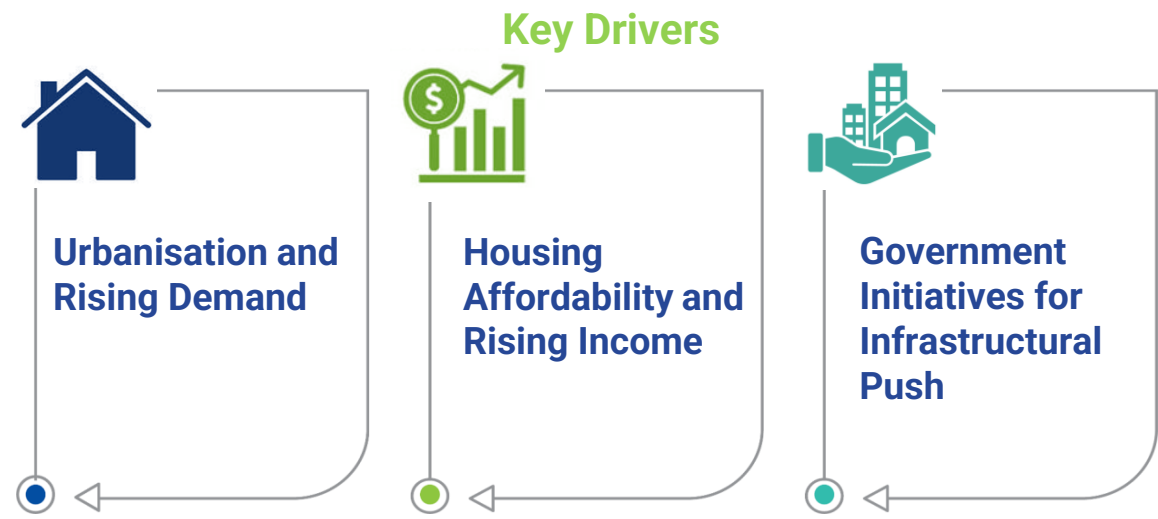 Key Drivers
Urbanisation and
Rising Demand
Housing
Affordability and
Rising Income
Government
Initiatives for
Infrastructural
Push